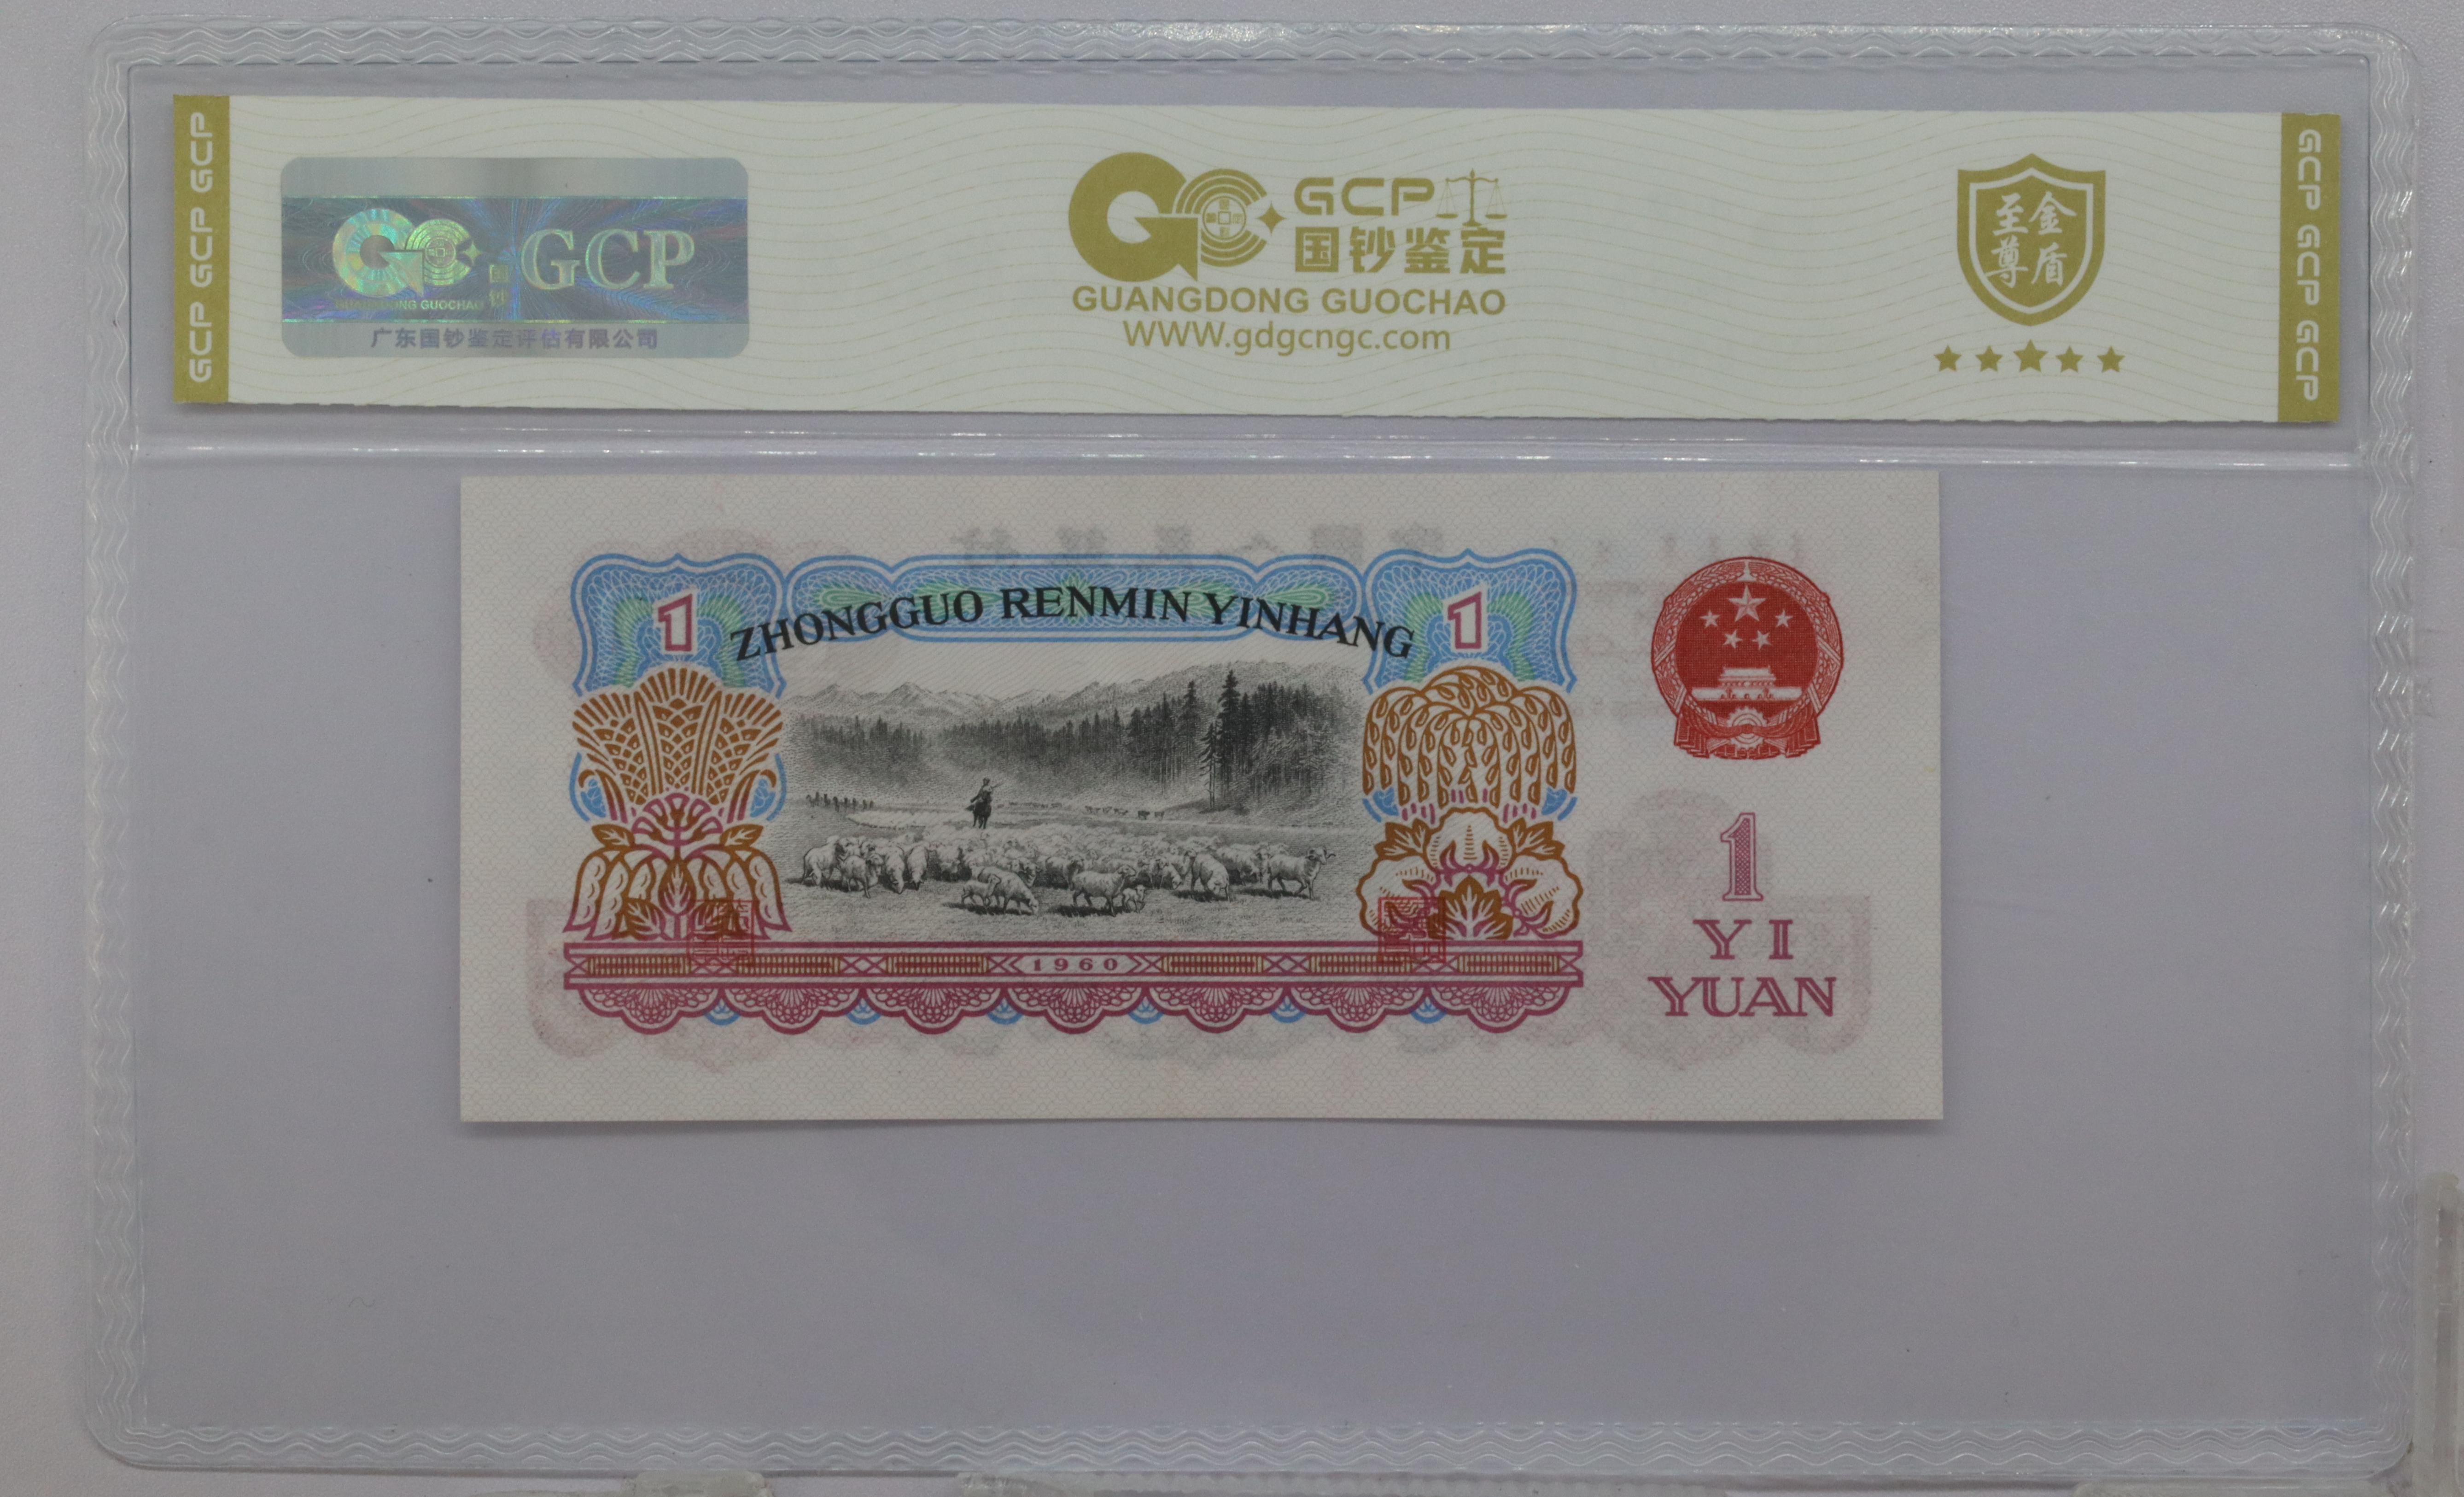 GCP GCP GCP
GUANGDONG GUOCHAO
国钞
GCP
广东国钞鉴定评估有限公司
GCP
国钞鉴定
GUANGDONG GUOCHAO
WWW.gdgcngc.com
至尊
金盾
GCP GCP GCP
1
ZHONGGUO RENMIN YINHANG
1
1960
1
YI
YUAN